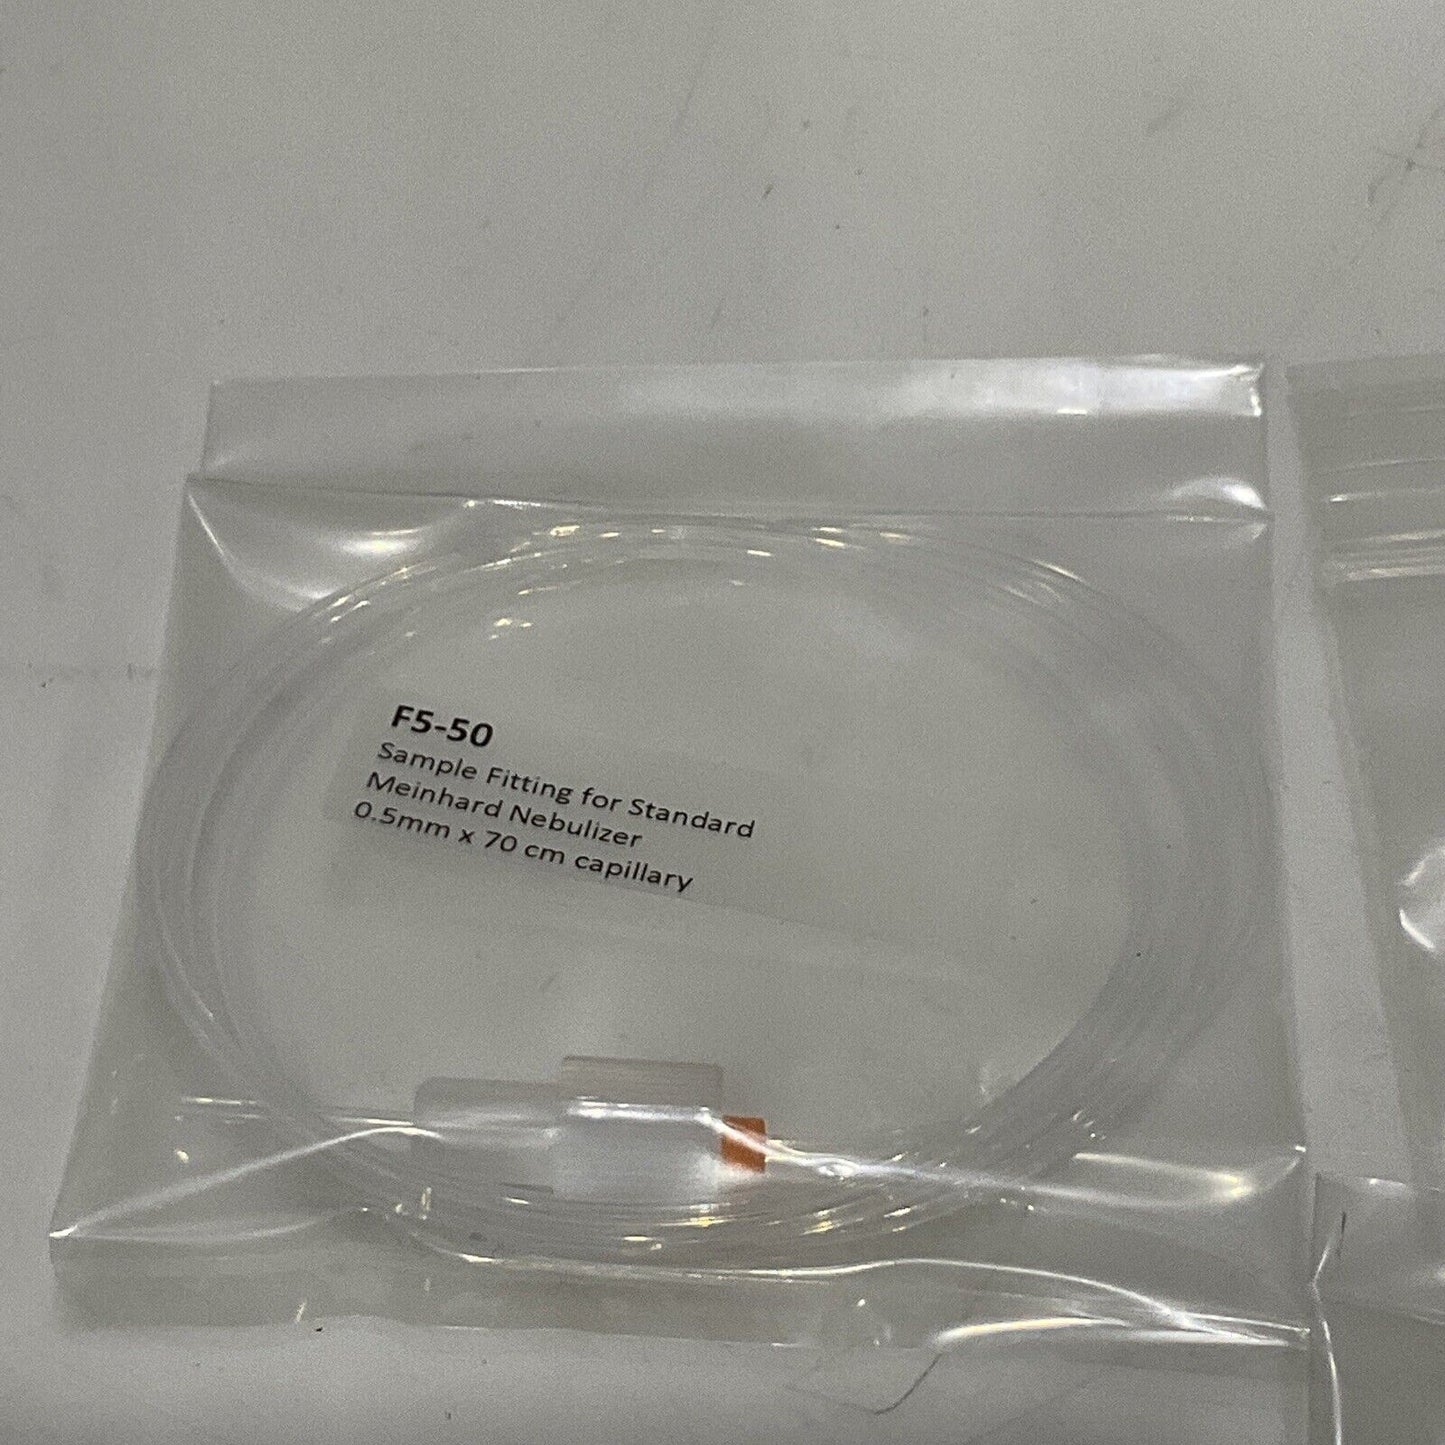 F5-50
Sample Fitting for Standard
Meinhard Nebulizer
0.5mm x 70 cm capillary